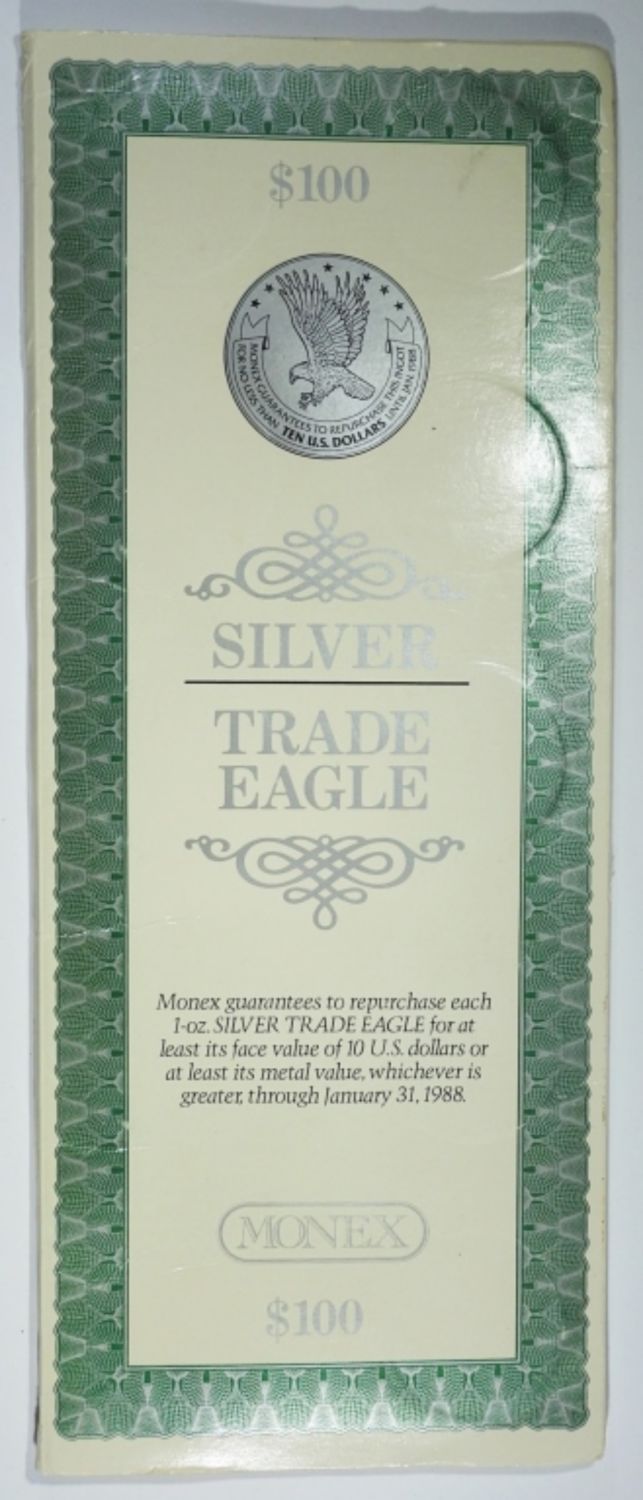 $100
MONEX GUARANTEES TO REPURCHASE THIS INGOT
FOR NO LESS THAN TEN U.S. DOLLARS UNTIL JAN. 1988
SILVER
TRADE
EAGLE
Monex guarantees to repurchase each
1-oz. SILVER TRADE EAGLE for at
least its face value of 10 U.S. dollars or
at least its metal value, whichever is
greater, through January 31, 1988.
MONEX
$100